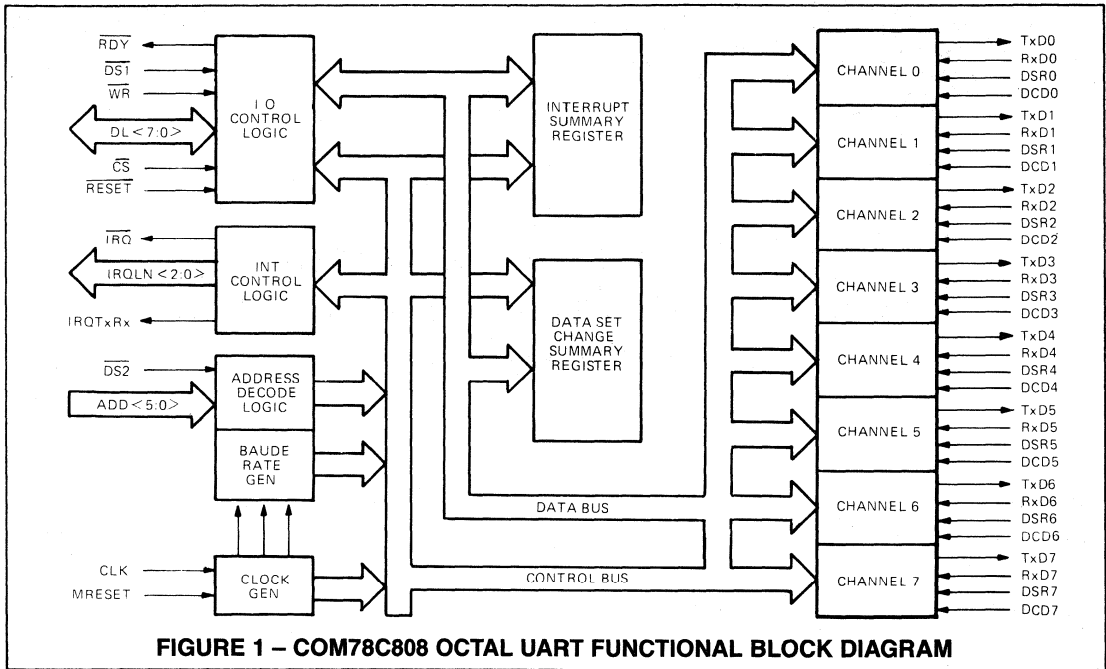 RDY
DS1
WR
DL<7:0>
CS
RESET
I O
CONTROL
LOGIC
IRQ
IRQLN<2:0>
IRQTxRx
INT
CONTROL
LOGIC
DS2
ADD<5:0>
ADDRESS
DECODE
LOGIC
BAUDE
RATE
GEN
CLK
MRESET
CLOCK
GEN
INTERRUPT
SUMMARY
REGISTER
DATA SET
CHANGE
SUMMARY
REGISTER
DATA BUS
CONTROL BUS
CHANNEL 0
TxD0
RxD0
DSR0
DCD0
CHANNEL 1
TxD1
RxD1
DSR1
DCD1
CHANNEL 2
TxD2
RxD2
DSR2
DCD2
CHANNEL 3
TxD3
RxD3
DSR3
DCD3
CHANNEL 4
TxD4
RxD4
DSR4
DCD4
CHANNEL 5
TxD5
RxD5
DSR5
DCD5
CHANNEL 6
TxD6
RxD6
DSR6
DCD6
CHANNEL 7
TxD7
RxD7
DSR7
DCD7
FIGURE 1 – COM78C808 OCTAL UART FUNCTIONAL BLOCK DIAGRAM